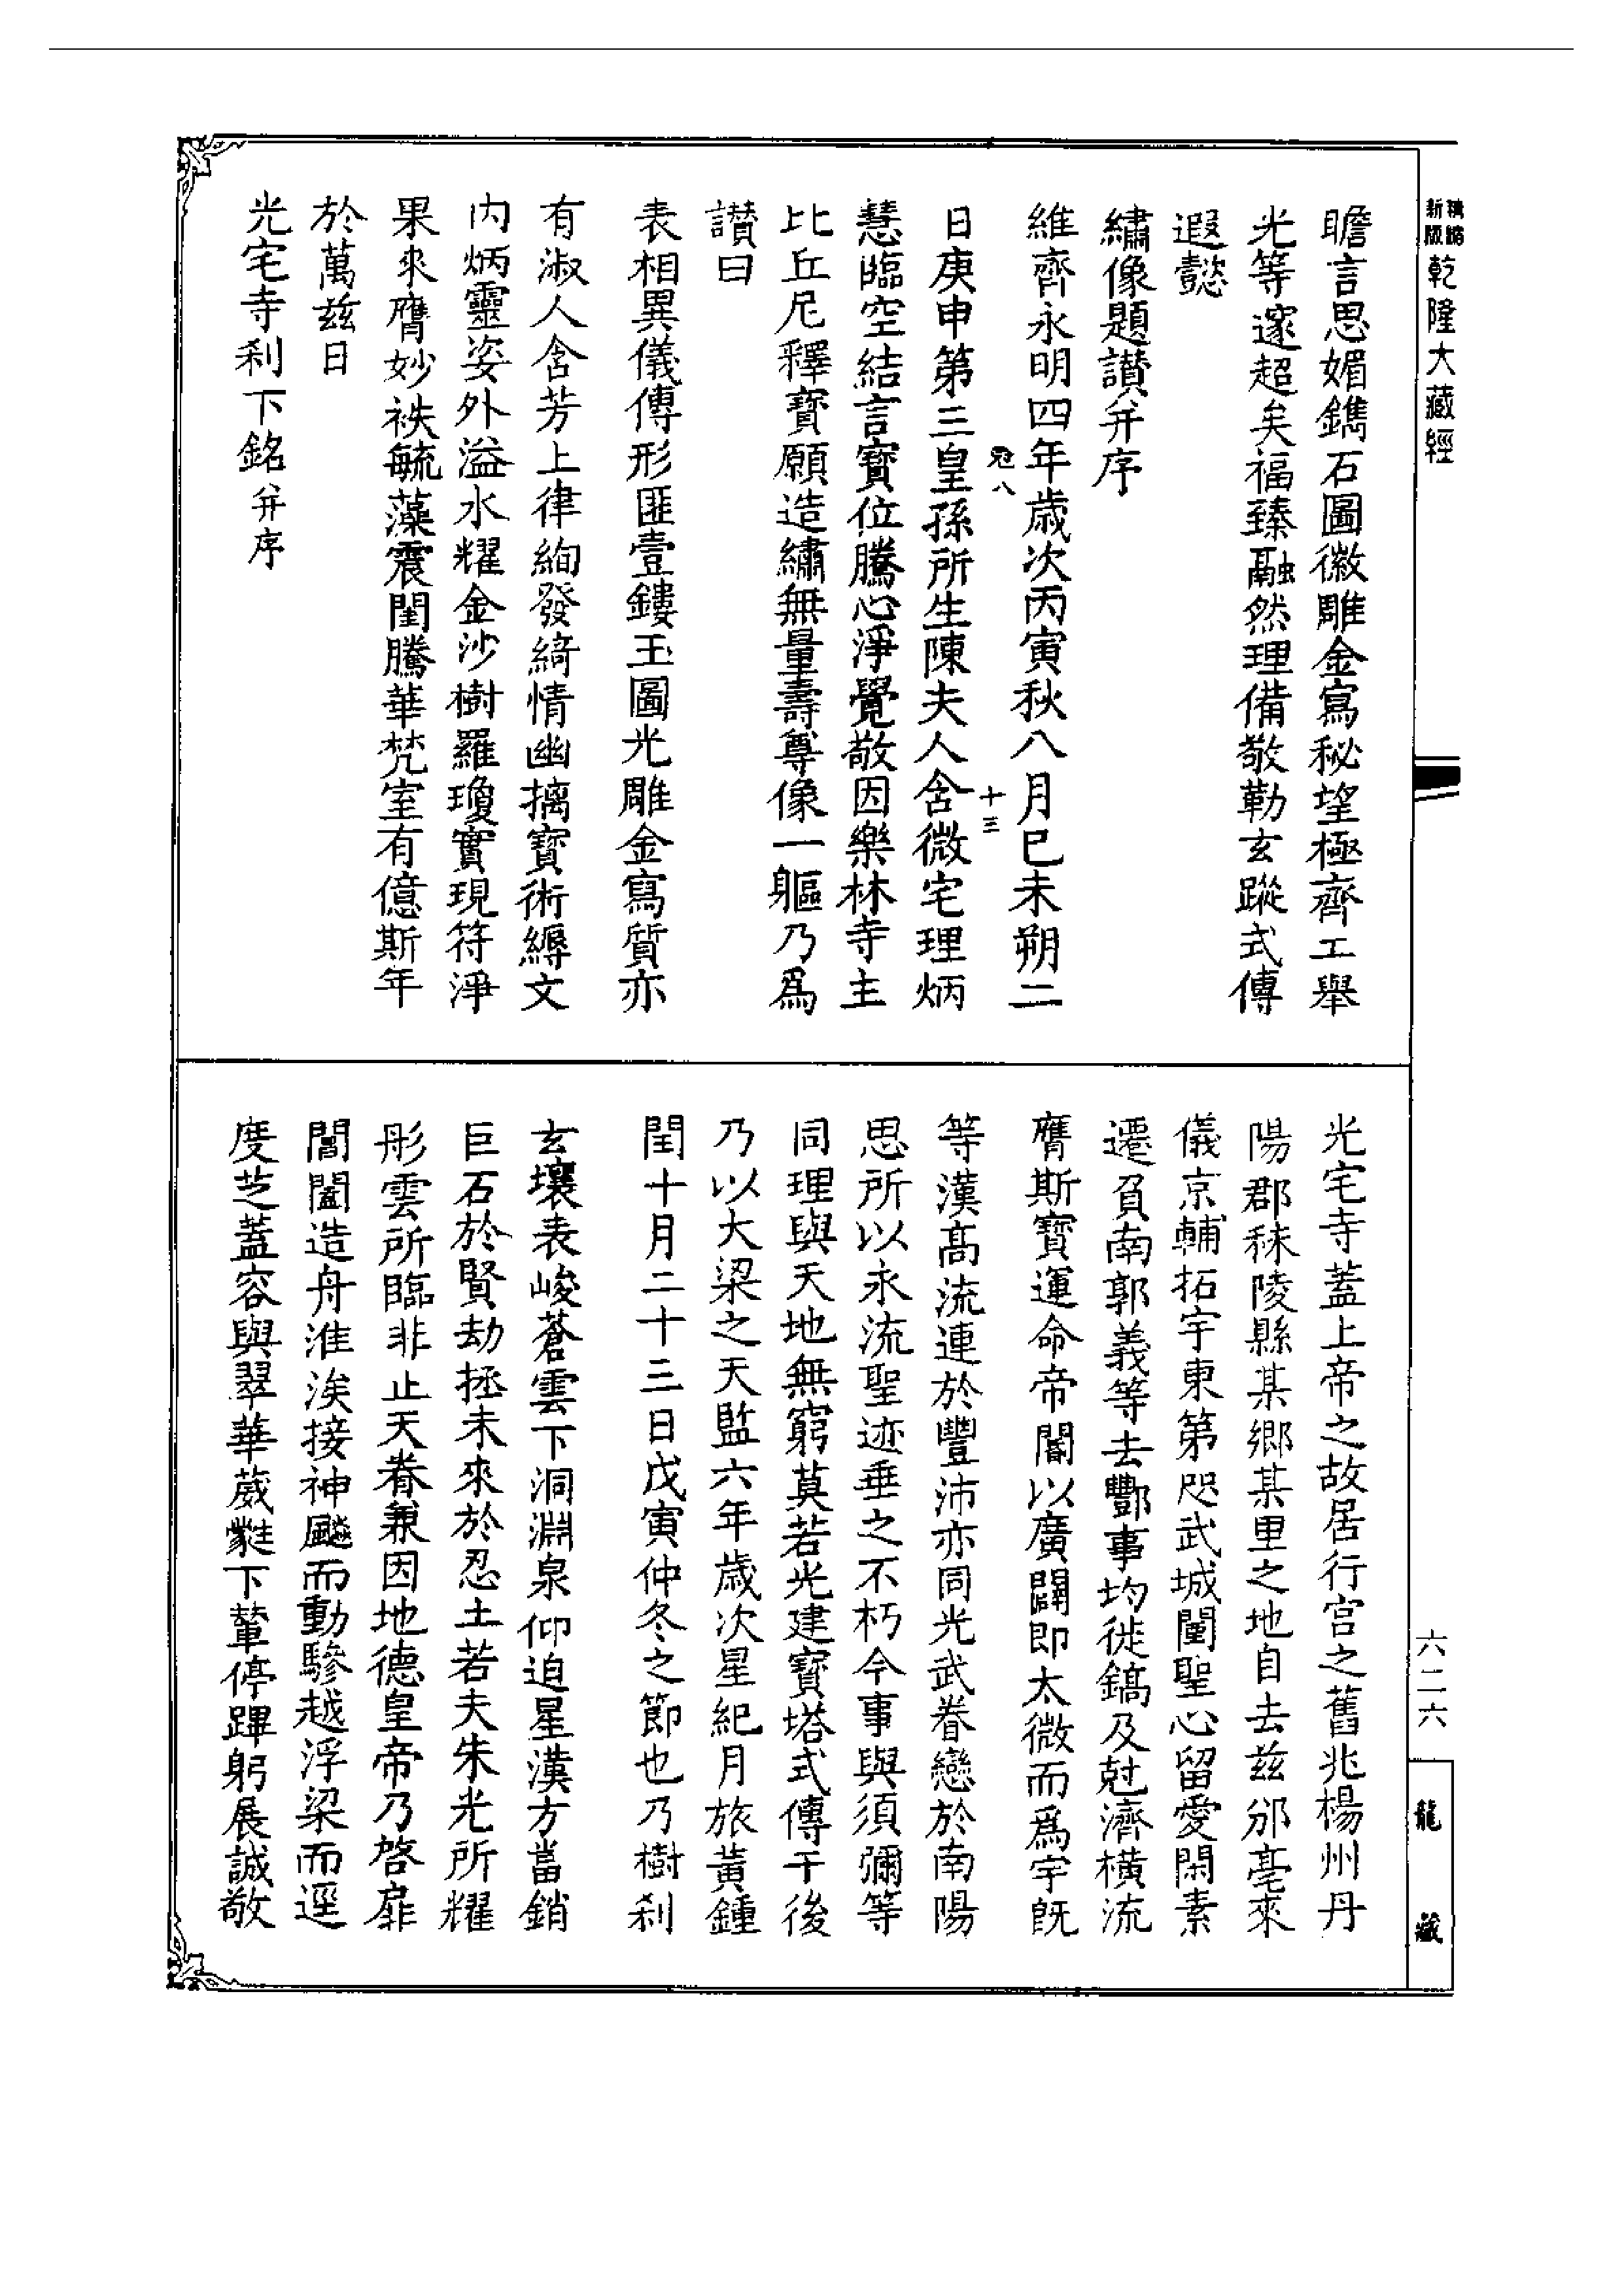 精縮新版乾隆大藏經
瞻言思媚鐫石圖徽雕金寫秘望極齊工舉
光等邃超矣福臻融然理備敬勒玄蹤式傳
遐懿
繡像題讚并序
維齊永明四年歲次丙寅秋八月巳未朔二
冠八
十三
日庚申第三皇孫所生陳夫人含微宅理炳
慧臨空結言寶位騰心淨覺敬因樂林寺主
比丘尼釋寶願造繡無量壽尊像一軀乃爲
讚曰
表相異儀傳形匪壹鏤玉圖光雕金寫質亦
有淑人含芳上律絢發綺情幽摛寶術縟文
内炳靈姿外溢水耀金沙樹羅瓊實現符淨
果來膺妙袟毓藻震閨騰華梵室有億斯年
於萬兹日
光宅寺刹下銘并序
光宅寺蓋上帝之故居行宫之舊兆楊州丹
陽郡秣陵縣某鄉某里之地自去兹邠亳來
儀京輔拓宇東第咫武城闉聖心留愛閑素
遷負南郭義等去酆事均徙鎬及尅濟橫流
膺斯寶運命帝閽以廣闢即太微而爲宇旣
等漢髙流連於豐沛亦同光武眷戀於南陽
思所以永流聖迹垂之不朽今事與須彌等
同理與天地無窮莫若光建寶塔式傳于後
乃以大梁之天監六年歲次星紀月旅黃鍾
閏十月二十三日戊寅仲冬之節也乃樹刹
玄壤表峻蒼雲下洞淵泉仰迫星漢方當銷
巨石於賢劫拯未來於忍土若夫朱光所耀
彤雲所臨非止天眷兼因地德皇帝乃啓扉
閶闔造舟淮涘接神飈而動驂越浮梁而逕
度芝蓋容與翠華葳蕤下輦停蹕躬展誠敬
六二六
龍藏